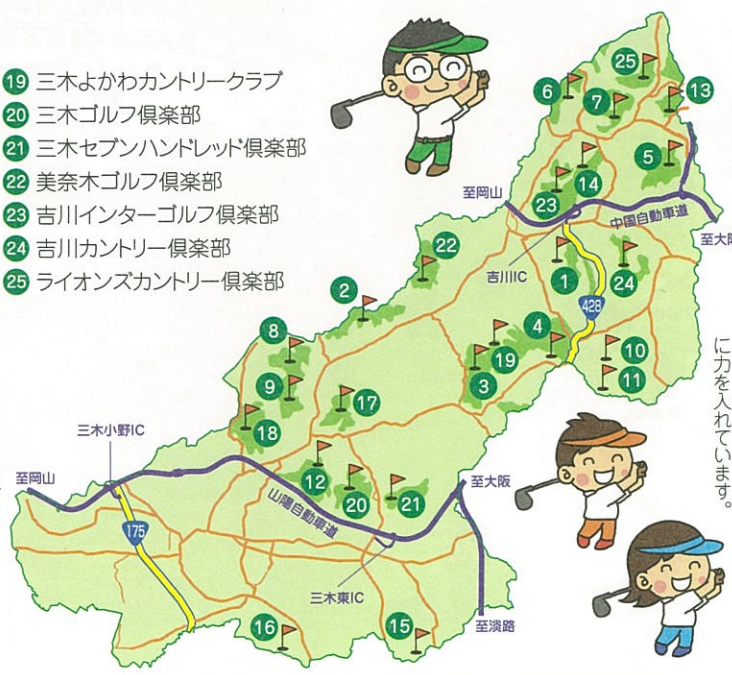 19 三木よかわカントリークラブ
20 三木ゴルフ倶楽部
21 三木セブンハンドレッド倶楽部
22 美奈木ゴルフ倶楽部
23 吉川インターゴルフ倶楽部
24 吉川カントリー倶楽部
25 ライオンズカントリー倶楽部
25
6
7
13
5
14
至岡山
23
中国自動車道
至大阪
22
吉川IC
1
24
2
428
8
4
10
19
9
3
11
17
に力を入れています。
18
三木小野IC
至岡山
12
20
21
至大阪
山陽自動車道
175
三木東IC
16
15
至淡路